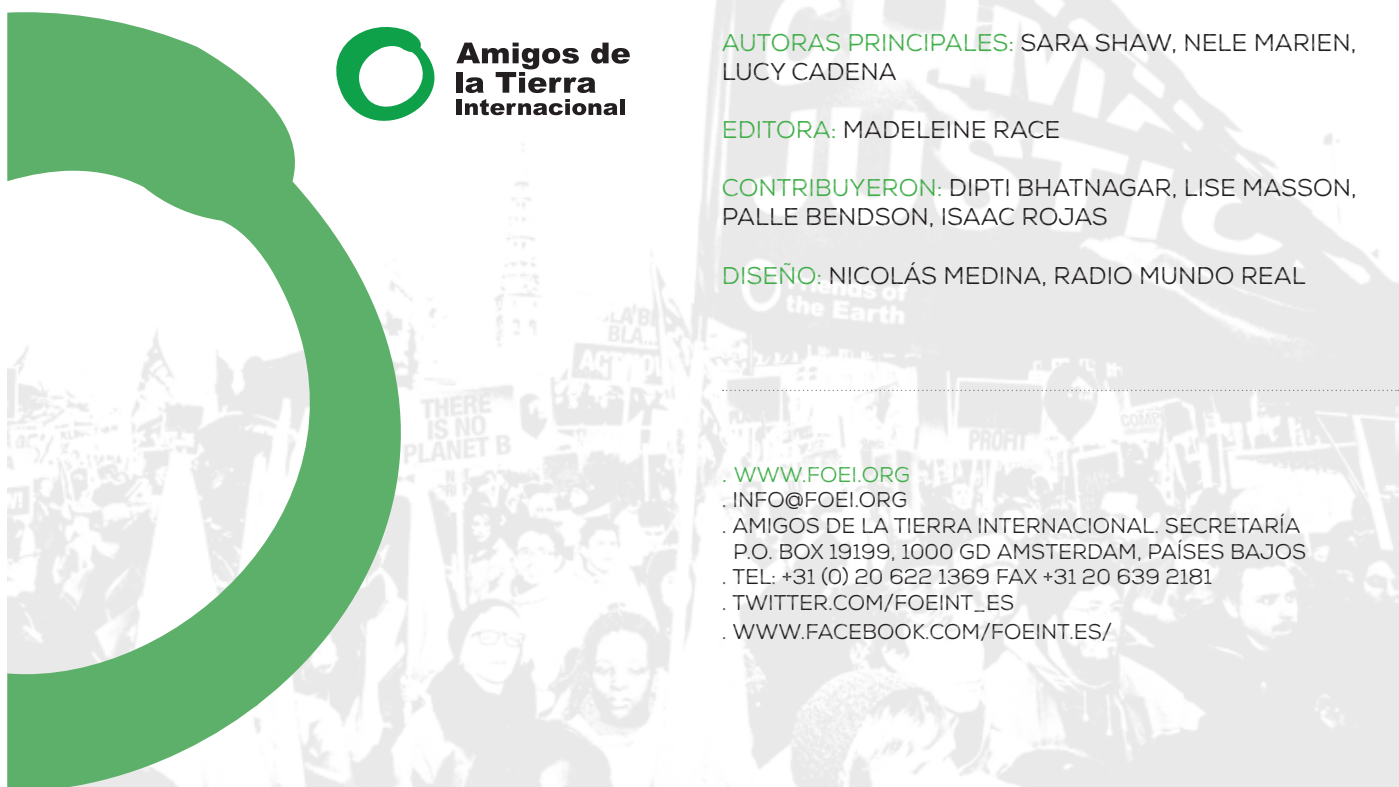 Amigos de
la Tierra
Internacional
AUTORAS PRINCIPALES: SARA SHAW, NELE MARIEN,
LUCY CADENA
EDITORA: MADELEINE RACE
CONTRIBUYERON: DIPTI BHATNAGAR, LISE MASSON,
PALLE BENDSON, ISAAC ROJAS
DISEÑO: NICOLÁS MEDINA, RADIO MUNDO REAL
Friends of
the Earth
BLA...
THERE
IS NO
PLANET B
PROFIT
. WWW.FOEI.ORG
. INFO@FOEI.ORG
. AMIGOS DE LA TIERRA INTERNACIONAL. SECRETARÍA
P.O. BOX 19199, 1000 GD AMSTERDAM, PAÍSES BAJOS
. TEL: +31 (0) 20 622 1369 FAX +31 20 639 2181
. TWITTER.COM/FOEINT_ES
. WWW.FACEBOOK.COM/FOEINT.ES/